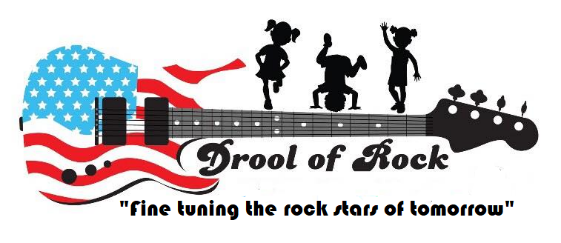 Drool of Rock
"Fine tuning the rock stars of tomorrow"